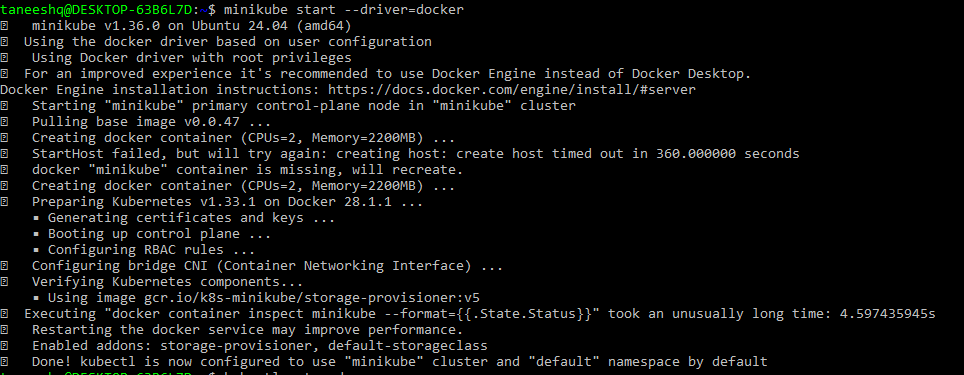 taneeshq@DESKTOP-63B6L7D:~$ minikube start --driver=docker
minikube v1.36.0 on Ubuntu 24.04 (amd64)
Using the docker driver based on user configuration
Using Docker driver with root privileges
For an improved experience it's recommended to use Docker Engine instead of Docker Desktop.
Docker Engine installation instructions: https://docs.docker.com/engine/install/#server
Starting "minikube" primary control-plane node in "minikube" cluster
Pulling base image v0.0.47 ...
Creating docker container (CPUs=2, Memory=2200MB) ...
StartHost failed, but will try again: creating host: create host timed out in 360.000000 seconds
docker "minikube" container is missing, will recreate.
Creating docker container (CPUs=2, Memory=2200MB) ...
Preparing Kubernetes v1.33.1 on Docker 28.1.1 ...
▪ Generating certificates and keys ...
▪ Booting up control plane ...
▪ Configuring RBAC rules ...
Configuring bridge CNI (Container Networking Interface) ...
Verifying Kubernetes components...
▪ Using image gcr.io/k8s-minikube/storage-provisioner:v5
Executing "docker container inspect minikube --format={{.State.Status}}" took an unusually long time: 4.597435945s
Restarting the docker service may improve performance.
Enabled addons: storage-provisioner, default-storageclass
Done! kubectl is now configured to use "minikube" cluster and "default" namespace by default